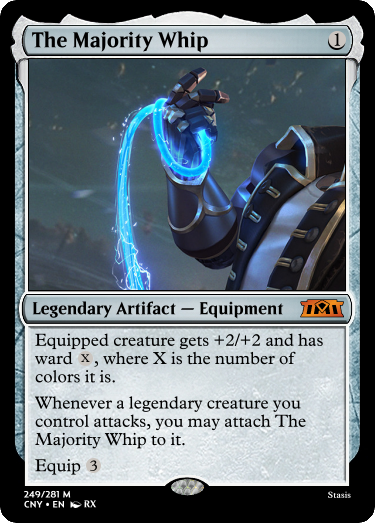 The Majority Whip 1
Legendary Artifact — Equipment
Equipped creature gets +2/+2 and has
ward X, where X is the number of
colors it is.
Whenever a legendary creature you
control attacks, you may attach The
Majority Whip to it.
Equip 3
249/281 M
CNY • EN RX
Stasis